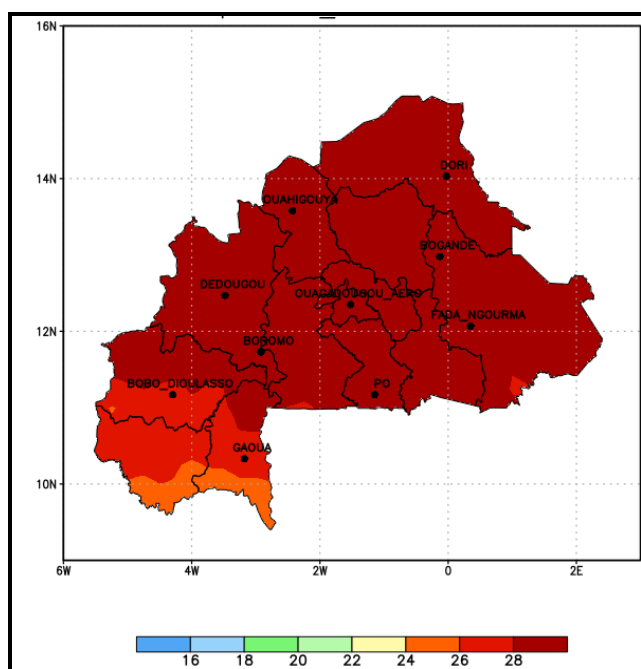 16N
14N
DORI
OUAHIGOUYA
BOGANDE
DEDOUGOU
OUAGADOUGOU_AERO
FADA_NGOURMA
12N
BOROMO
BOBO_DIOULASSO
PO
GAOUA
10N
6W 4W 2W 0 2E
16 18 20 22 24 26 28